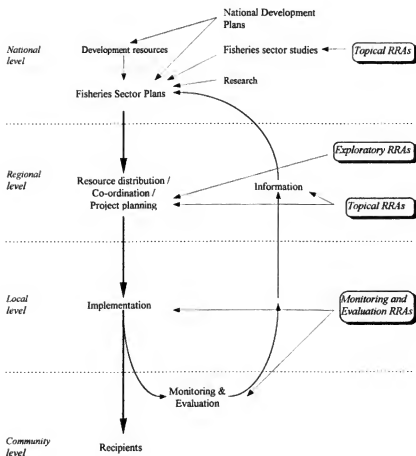 National Development
Plans
National
level
Development resources
Fisheries sector studies
Topical RRAs
Research
Fisheries Sector Plans
Exploratory RRAs
Regional
level
Resource distribution /
Co-ordination /
Project planning
Information
Topical RRAs
Local
level
Implementation
Monitoring and
Evaluation RRAs
Monitoring &
Evaluation
Community
level
Recipients